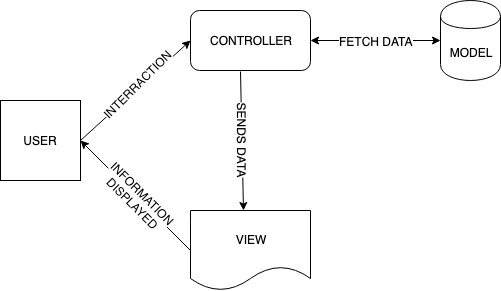 CONTROLLER
FETCH DATA
MODEL
INTERRACTION
USER
SENDS DATA
INFORMATION
DISPLAYED
VIEW